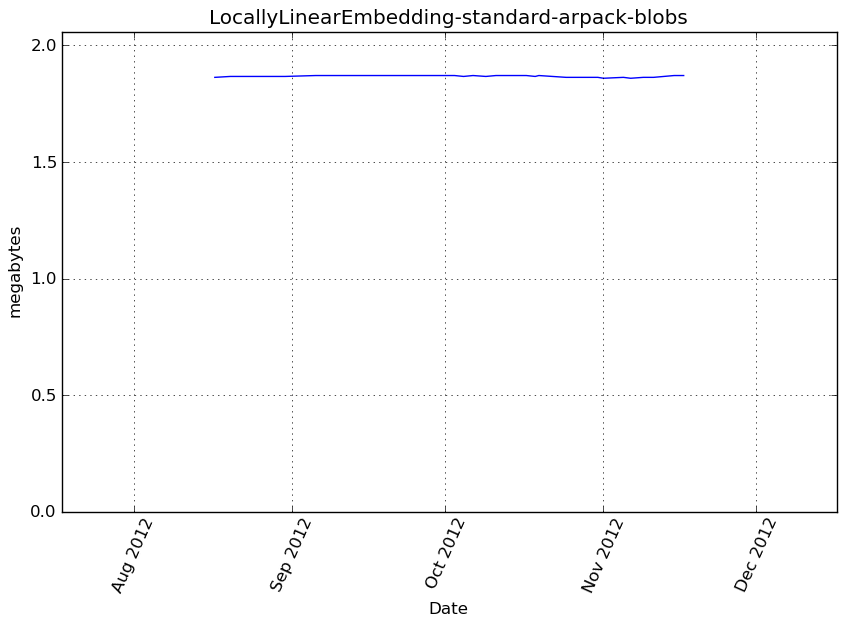 LocallyLinearEmbedding-standard-arpack-blobs
2.0
1.5
1.0
0.5
0.0
megabytes
Aug 2012
Sep 2012
Oct 2012
Nov 2012
Dec 2012
Date